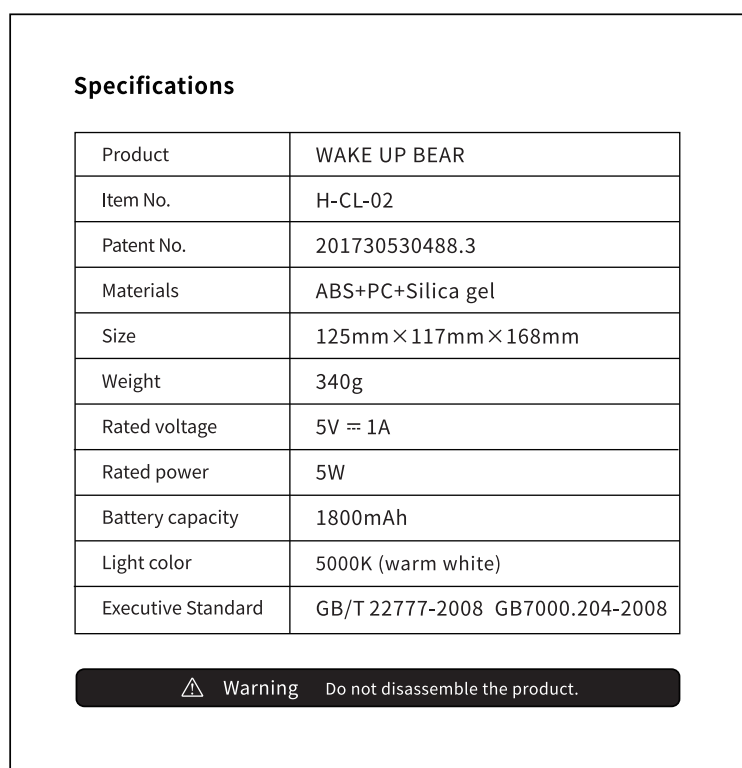 Specifications
Product WAKE UP BEAR
Item No. H-CL-02
Patent No. 201730530488.3
Materials ABS+PC+Silica gel
Size 125mm×117mm×168mm
Weight 340g
Rated voltage 5V ⎓ 1A
Rated power 5W
Battery capacity 1800mAh
Light color 5000K (warm white)
Executive Standard GB/T 22777-2008 GB7000.204-2008
⚠ Warning Do not disassemble the product.